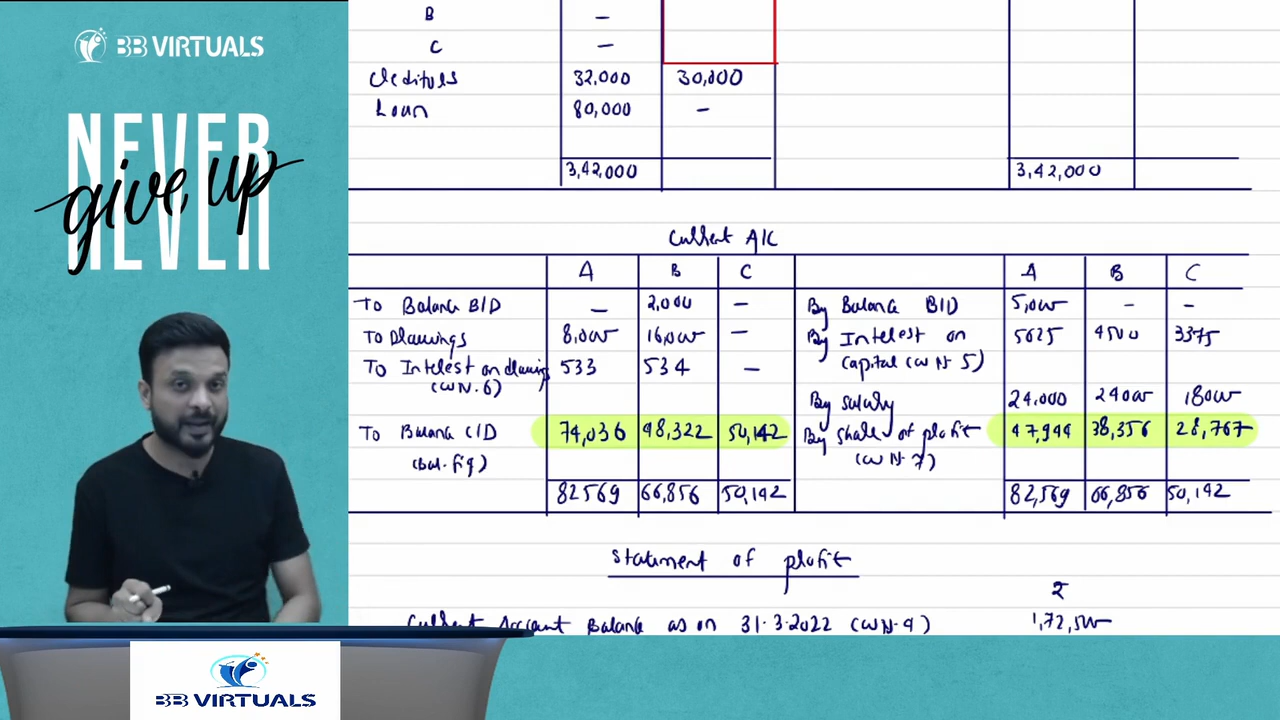 BB VIRTUALS
NEVER
give up
NEVER
B —
C —
Creditors 32,000 30,000
Loan 80,000 —
3,42,000 3,42,000
Current A/C
A B C A B C
To Balance B/D — 2,000 — By Balance B/D 5,000 - -
To Drawings 8,000 16,000 — By Interest on 5625 4500 3375
Capital (WN 5)
To Interest on drawings 533 534 —
(WN.6)
By Salary 24,000 24000 18000
To Balance C/D 74,036 48,322 50,142 By Share of profit 47,944 38,356 28,767
(bal. fig) (WN-7)
82569 66,856 50,142 82,569 66,856 50,142
Statement of profit
₹
Current Account Balance as on 31-3-2022 (WN-4) 1,72,500
BB VIRTUALS